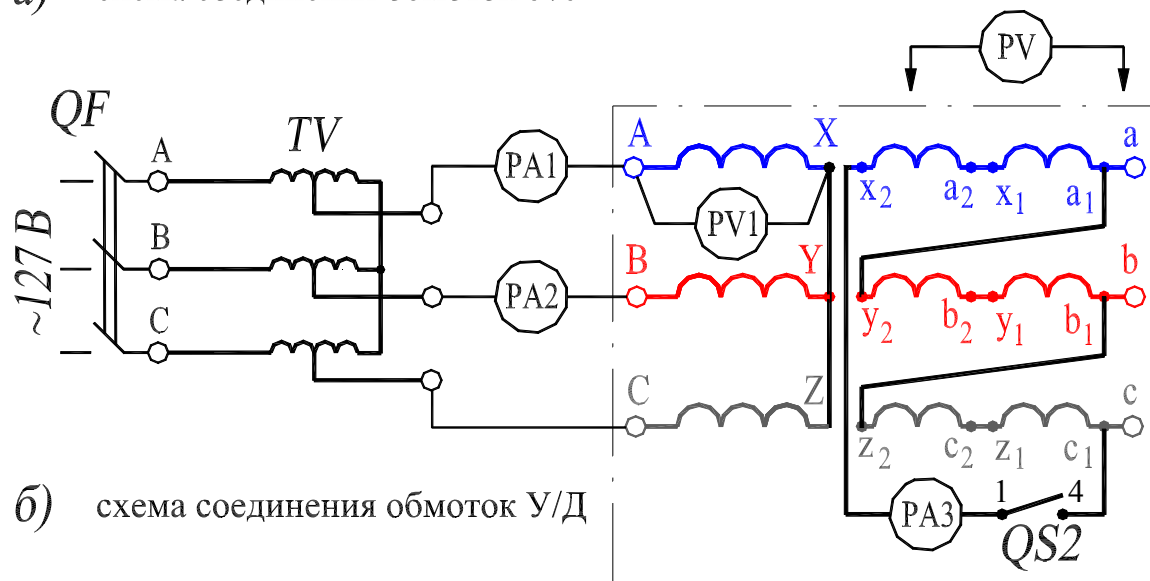 а)
PV
QF
A
TV
PA1
A
X
a
x2
a2
x1
a1
PV1
~127 В
B
PA2
B
Y
b
y2
b2
y1
b1
C
C
Z
c
z2
c2
z1
c1
б) схема соединения обмоток У/Д
PA3
1
4
QS2